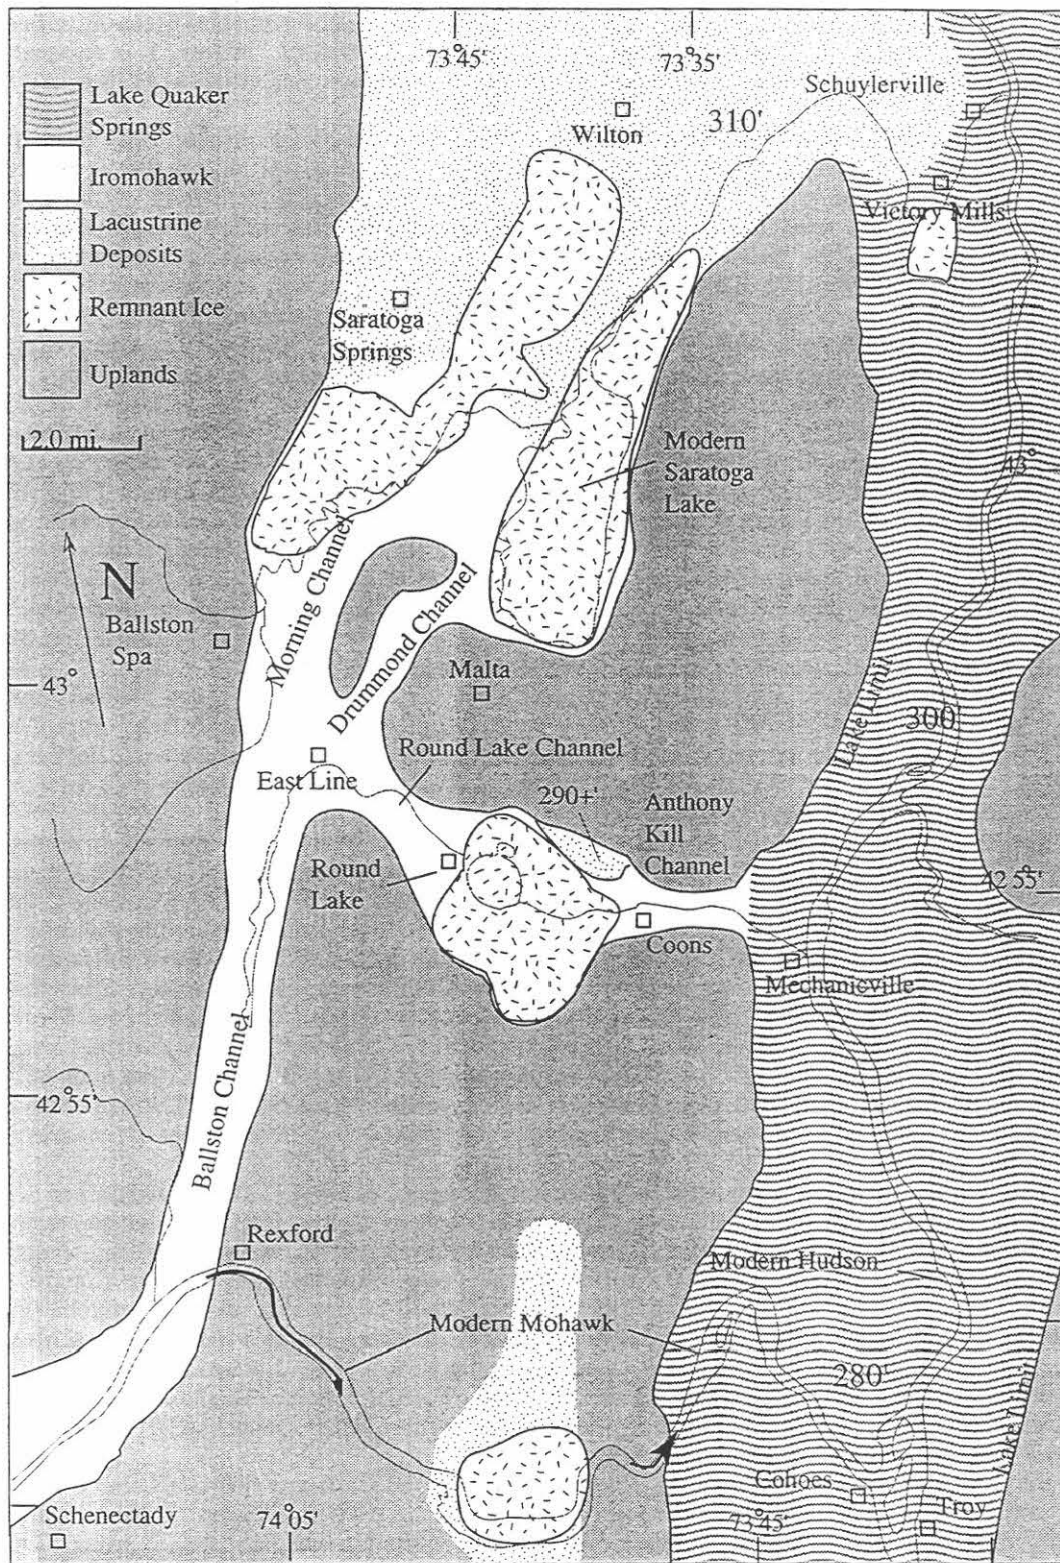 73°45'
73°35'
Lake Quaker
Springs
Iromohawk
Lacustrine
Deposits
Remnant Ice
Uplands
2.0 mi.
Schuylerville
Wilton
310'
Victory Mills
Saratoga
Springs
Modern
Saratoga
Lake
43°
N
Ballston
Spa
Morning Channel
Drummond Channel
Malta
43°
Lake Limit
300'
East Line
Round Lake Channel
290+'
Anthony
Kill
Channel
Round
Lake
42°55'
Coons
Mechanicville
Ballston Channel
42°55'
Rexford
Modern Hudson
Modern Mohawk
280'
Lake Limit
Cohoes
Troy
Schenectady
74°05'
73°45'